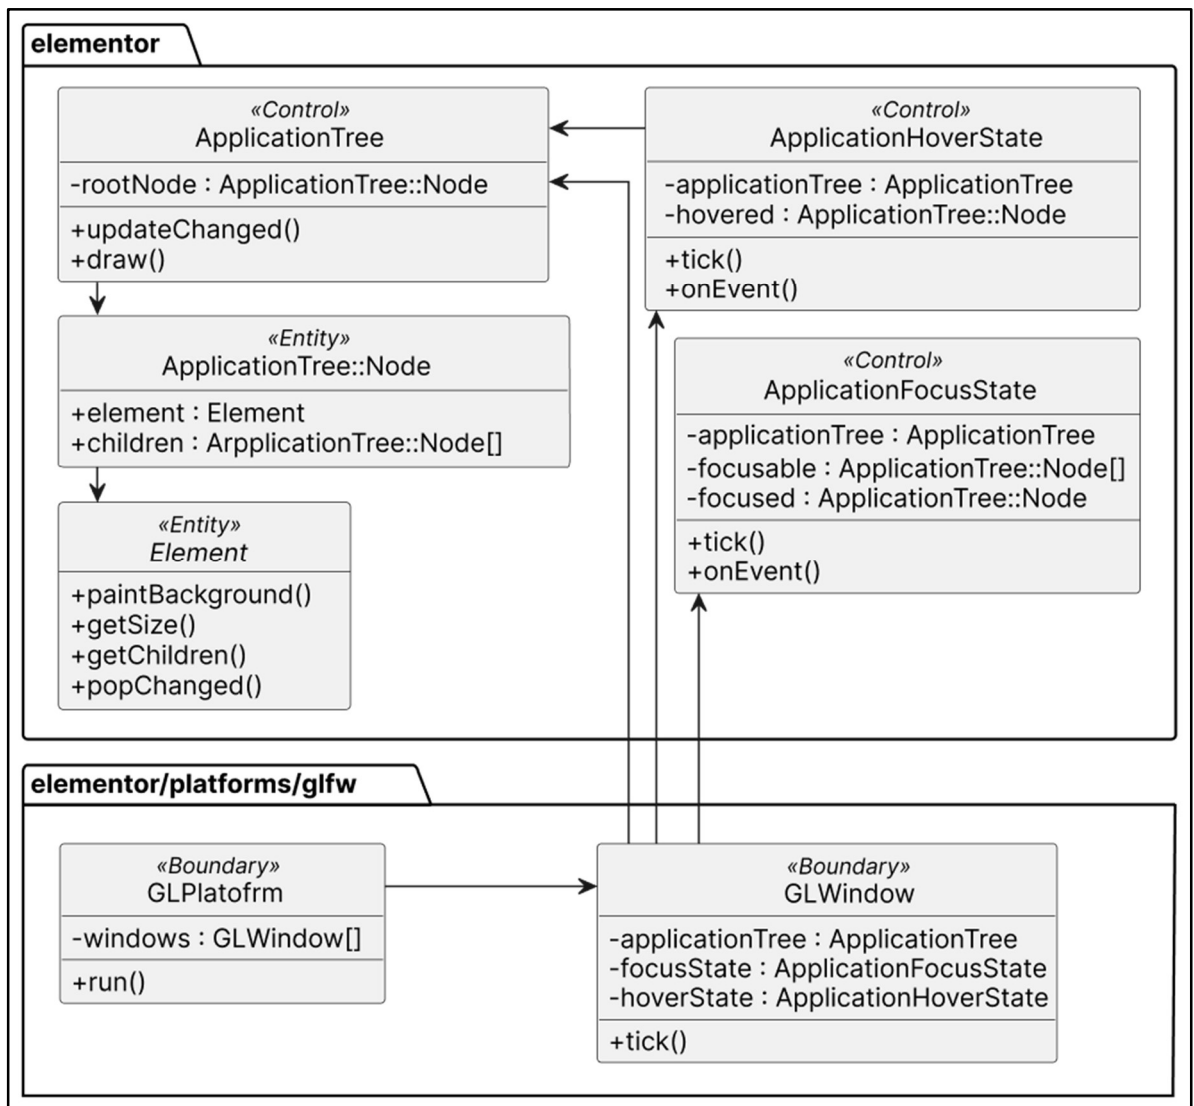 elementor
«Control»
ApplicationTree
-rootNode : ApplicationTree::Node
+updateChanged()
+draw()
«Control»
ApplicationHoverState
-applicationTree : ApplicationTree
-hovered : ApplicationTree::Node
+tick()
+onEvent()
«Entity»
ApplicationTree::Node
+element : Element
+children : ArpplicationTree::Node[]
«Control»
ApplicationFocusState
-applicationTree : ApplicationTree
-focusable : ApplicationTree::Node[]
-focused : ApplicationTree::Node
+tick()
+onEvent()
«Entity»
Element
+paintBackground()
+getSize()
+getChildren()
+popChanged()
elementor/platforms/glfw
«Boundary»
GLPlatofrm
-windows : GLWindow[]
+run()
«Boundary»
GLWindow
-applicationTree : ApplicationTree
-focusState : ApplicationFocusState
-hoverState : ApplicationHoverState
+tick()